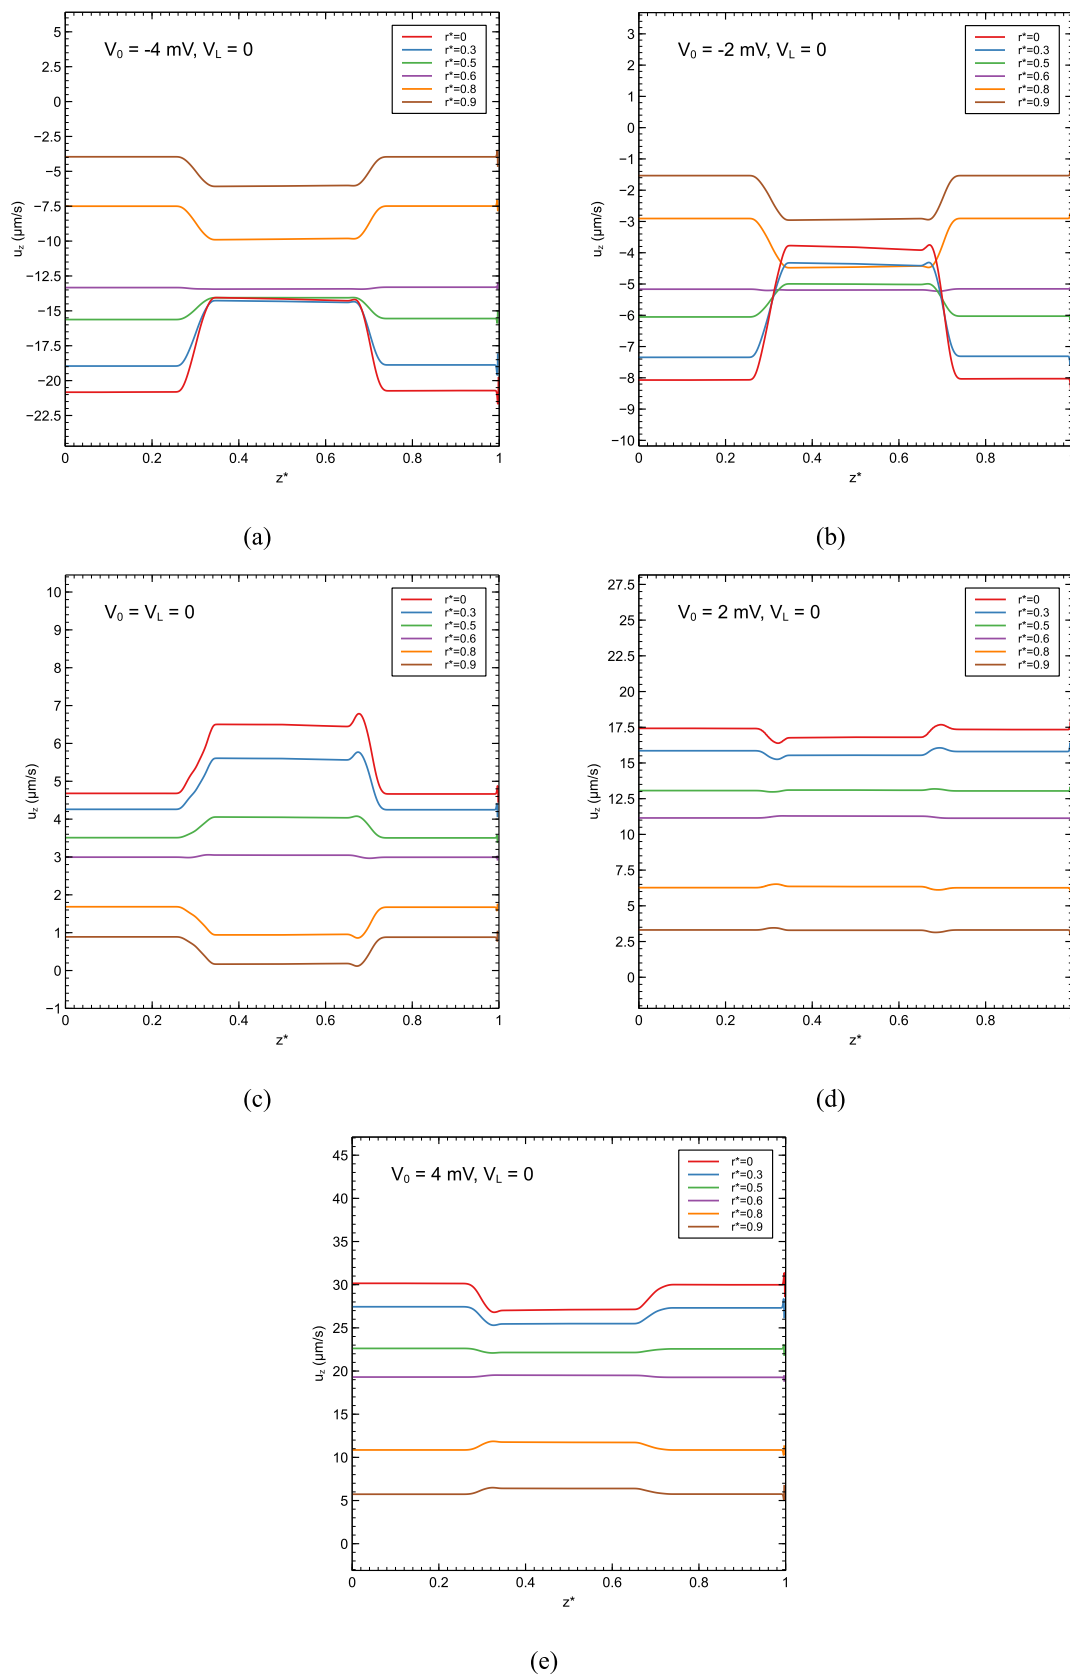 V₀ = -4 mV, V_L = 0
r*=0
r*=0.3
r*=0.5
r*=0.6
r*=0.8
r*=0.9
5
2.5
0
−2.5
−5
−7.5
−10
−12.5
−15
−17.5
−20
−22.5
u_z (μm/s)
0 0.2 0.4 0.6 0.8 1
z*
(a)
V₀ = -2 mV, V_L = 0
r*=0
r*=0.3
r*=0.5
r*=0.6
r*=0.8
r*=0.9
3
2
1
0
−1
−2
−3
−4
−5
−6
−7
−8
−9
−10
u_z (μm/s)
0 0.2 0.4 0.6 0.8
z*
(b)
V₀ = V_L = 0
r*=0
r*=0.3
r*=0.5
r*=0.6
r*=0.8
r*=0.9
10
9
8
7
6
5
4
3
2
1
0
−1
u_z (μm/s)
0 0.2 0.4 0.6 0.8 1
z*
(c)
V₀ = 2 mV, V_L = 0
r*=0
r*=0.3
r*=0.5
r*=0.6
r*=0.8
r*=0.9
27.5
25
22.5
20
17.5
15
12.5
10
7.5
5
2.5
0
u_z (μm/s)
0 0.2 0.4 0.6 0.8
z*
(d)
V₀ = 4 mV, V_L = 0
r*=0
r*=0.3
r*=0.5
r*=0.6
r*=0.8
r*=0.9
45
40
35
30
25
20
15
10
5
0
u_z (μm/s)
0 0.2 0.4 0.6 0.8 1
z*
(e)